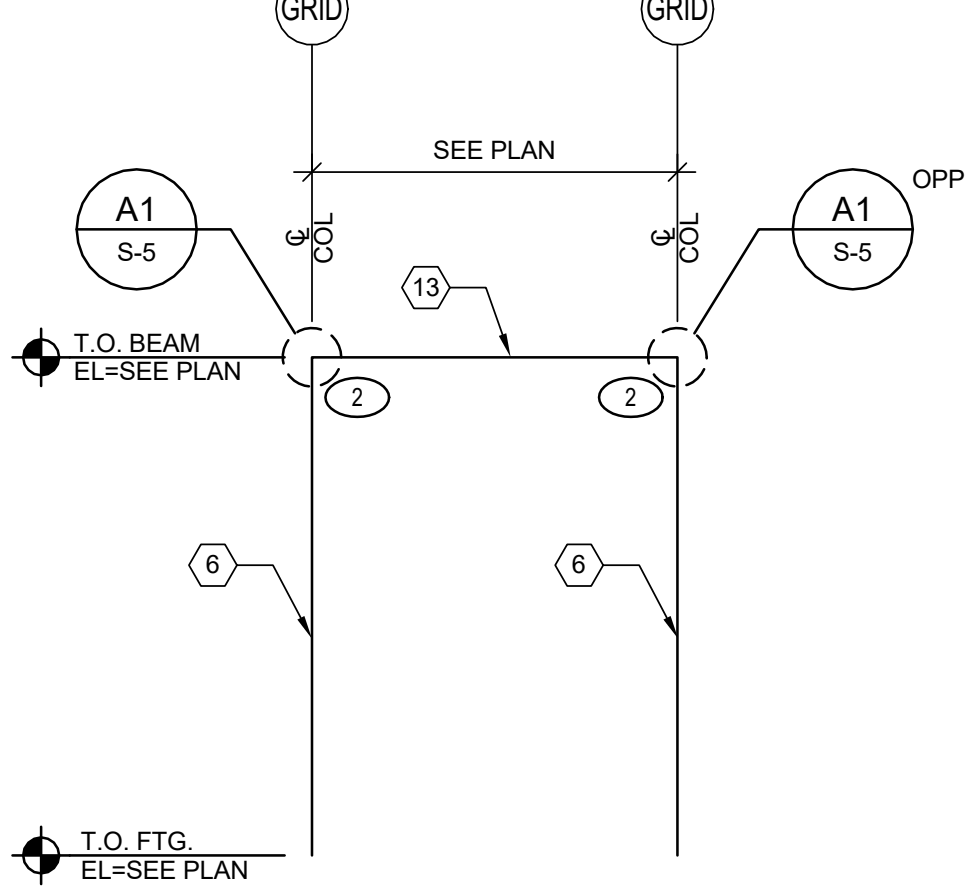 GRID GRID
SEE PLAN
OPP
A1 A1
S-5 S-5
℄ COL ℄ COL
13
T.O. BEAM
EL=SEE PLAN
2 2
6 6
T.O. FTG.
EL=SEE PLAN